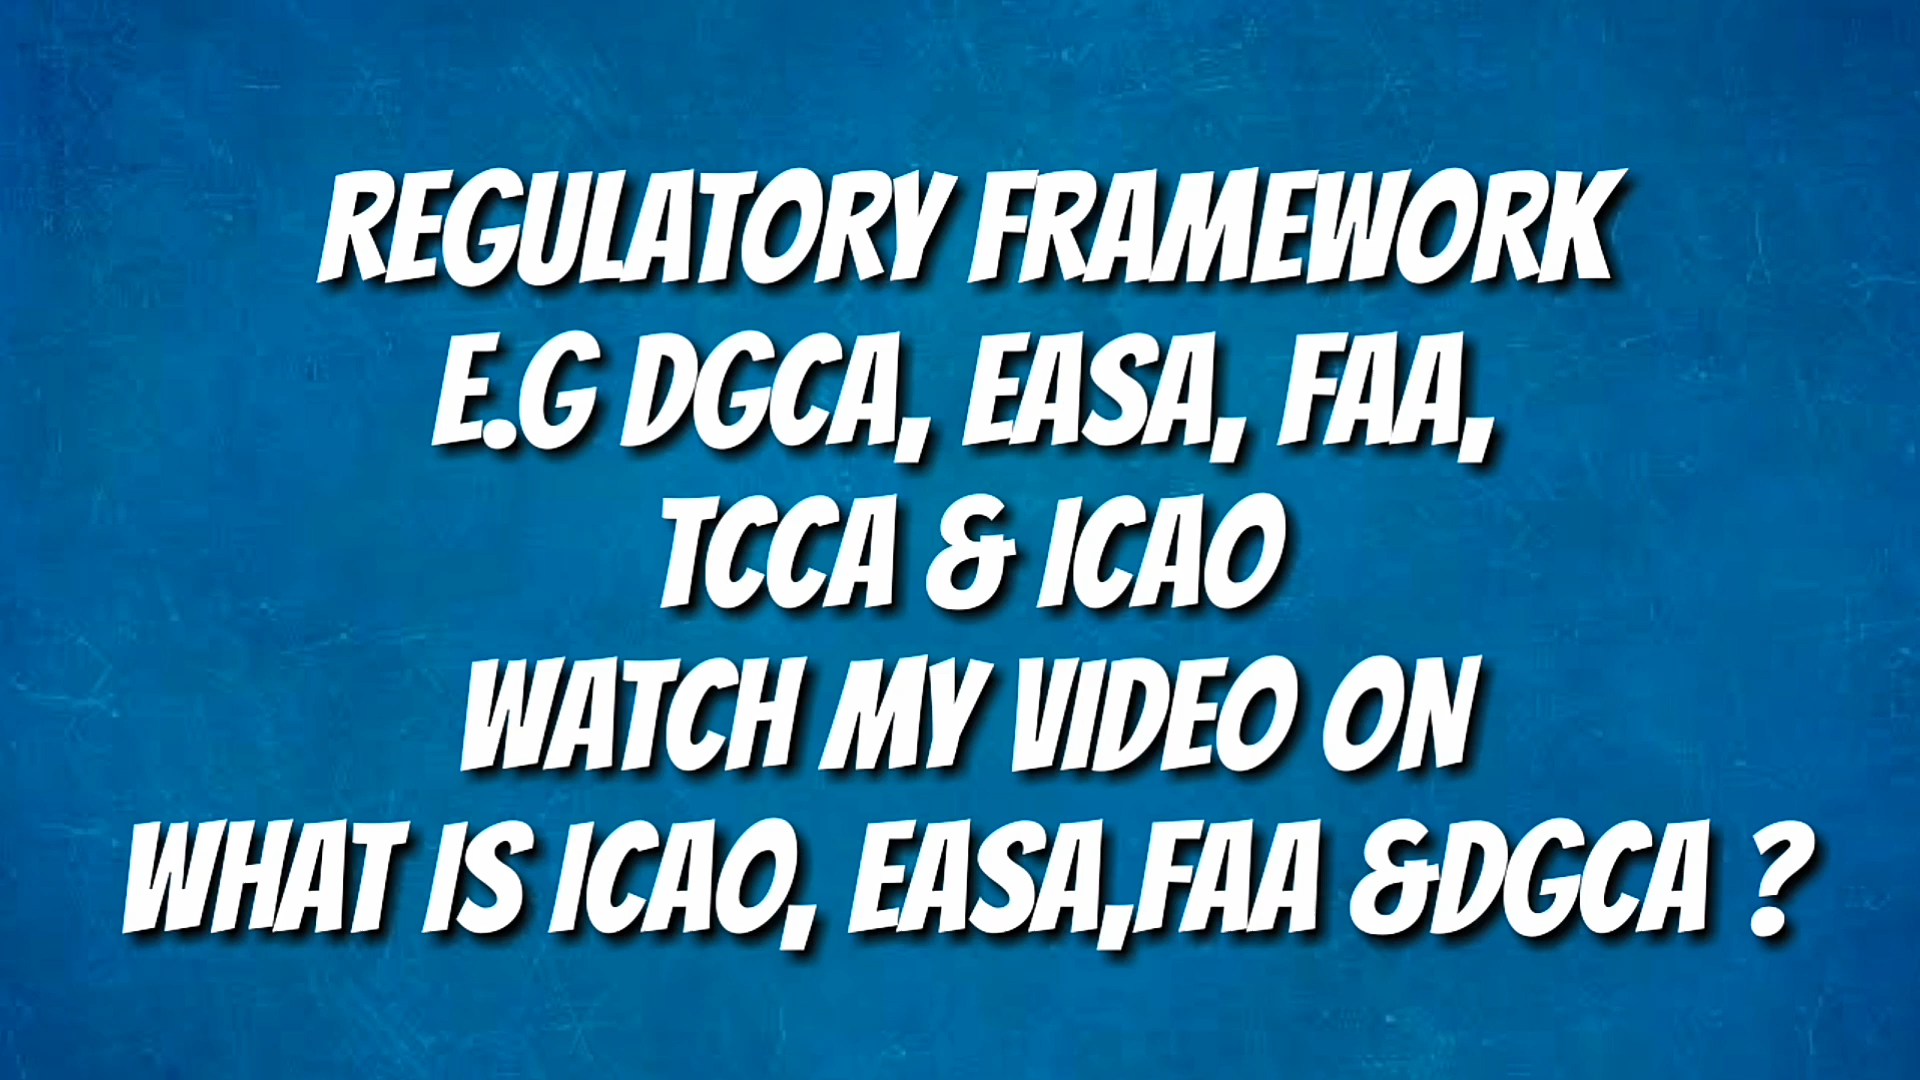 REGULATORY FRAMEWORK
E.G DGCA, EASA, FAA,
TCCA & ICAO
WATCH MY VIDEO ON
WHAT IS ICAO, EASA,FAA &DGCA ?